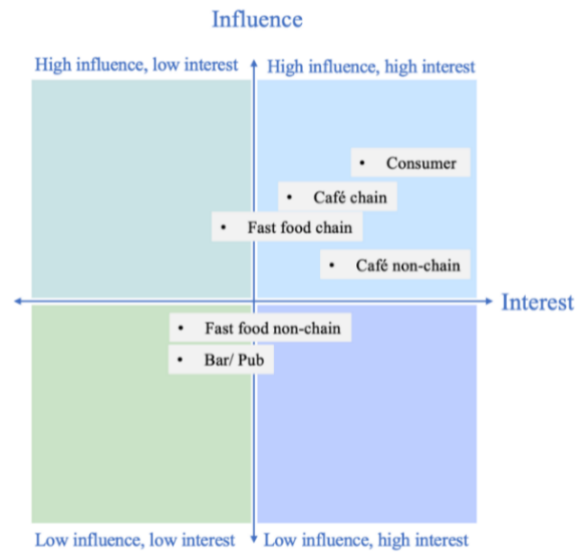 Influence
High influence, low interest
High influence, high interest
• Consumer
• Café chain
• Fast food chain
• Café non-chain
Interest
• Fast food non-chain
• Bar/ Pub
Low influence, low interest
Low influence, high interest